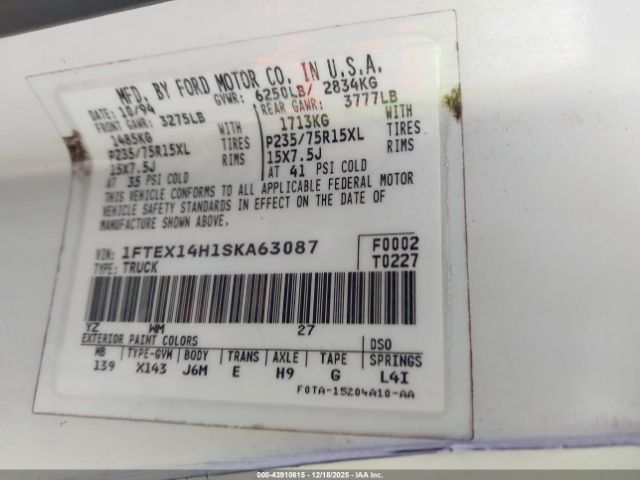 MFD. BY FORD MOTOR CO. IN U.S.A.
DATE: 10/94 GVWR: 6250LB/ 2834KG
FRONT GAWR: 3275LB REAR GAWR: 3777LB
1485KG WITH 1713KG WITH
P235/75R15XL TIRES P235/75R15XL TIRES
15X7.5J RIMS 15X7.5J RIMS
AT 35 PSI COLD AT 41 PSI COLD
THIS VEHICLE CONFORMS TO ALL APPLICABLE FEDERAL MOTOR
VEHICLE SAFETY STANDARDS IN EFFECT ON THE DATE OF
MANUFACTURE SHOWN ABOVE.
VIN: 1FTEX14H1SKA63087 F0002
TYPE: TRUCK T0227
YZ WM 27
EXTERIOR PAINT COLORS DSO
WB TYPE-GVW BODY TRANS AXLE TAPE SPRINGS
139 X143 J6M E H9 G L4I
F0TA-15204A10-AA
000-43910615 - 12/18/2025 - IAA Inc.